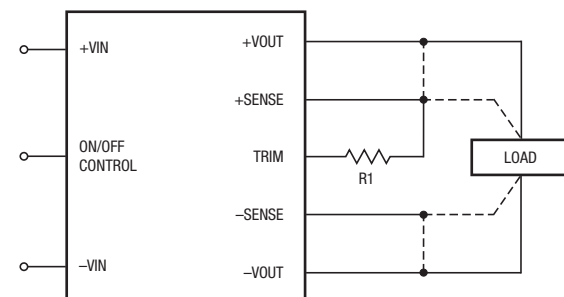 +VIN
ON/OFF
CONTROL
–VIN
+VOUT
+SENSE
TRIM
–SENSE
–VOUT
R1
LOAD